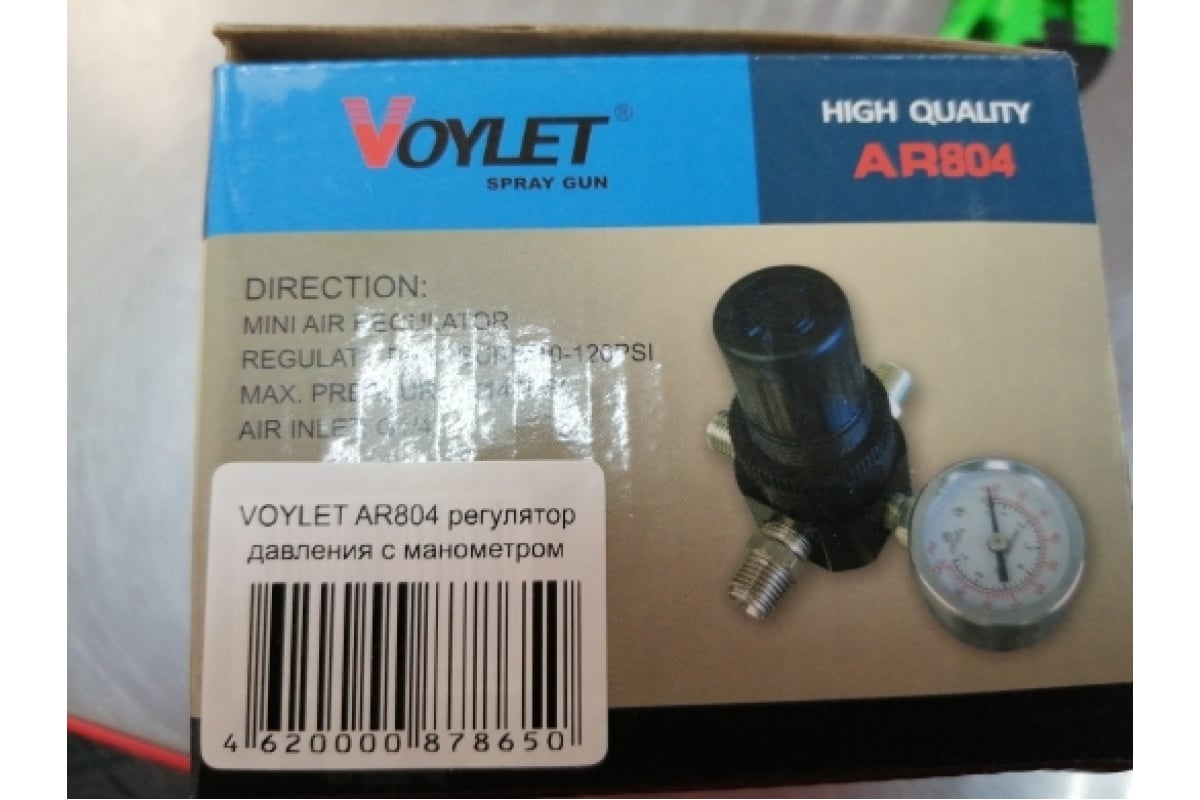 VOYLET®
SPRAY GUN
HIGH QUALITY
AR804
DIRECTION:
MINI AIR REGULATOR
MAX.
AIR INLET
VOYLET AR804 регулятор
давления с манометром
4 620000 878650